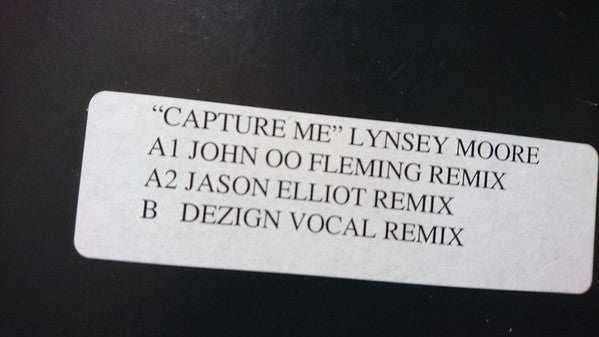 “CAPTURE ME” LYNSEY MOORE
A1 JOHN OO FLEMING REMIX
A2 JASON ELLIOT REMIX
B DEZIGN VOCAL REMIX